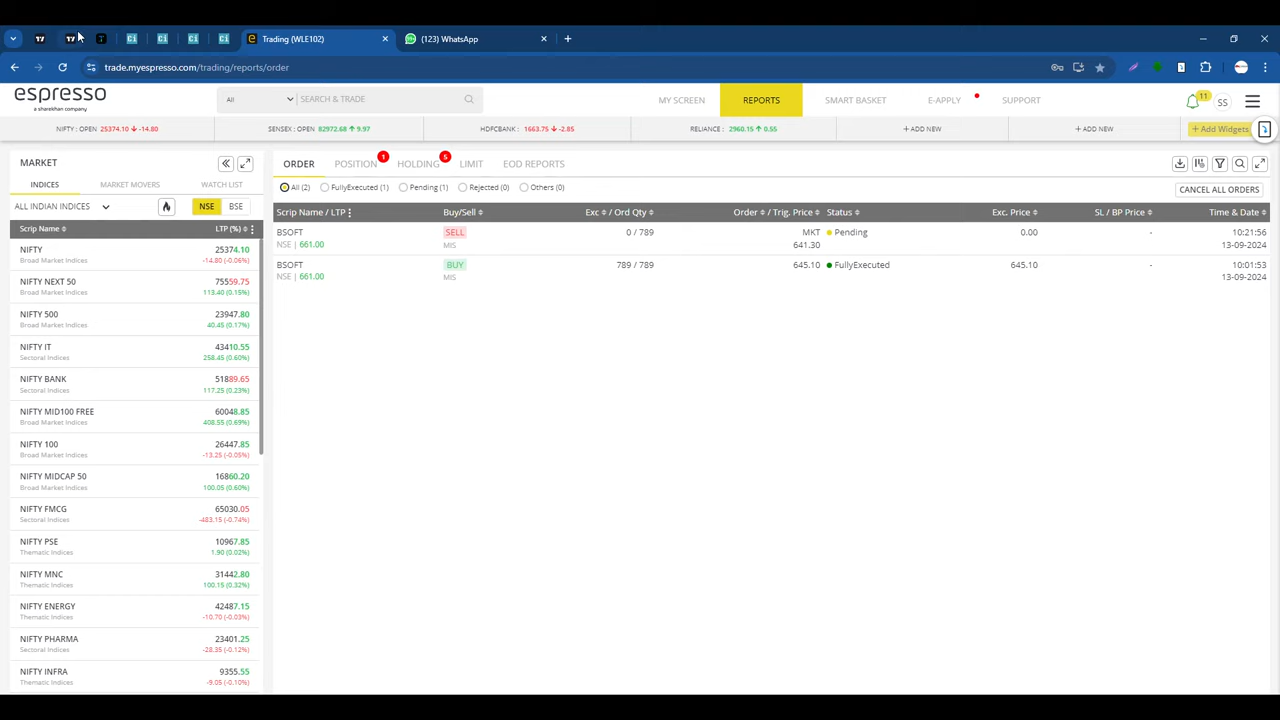 Trading (WLE102)
(123) WhatsApp
trade.myespresso.com/trading/reports/order
espresso
a sharekhan company
All
SEARCH & TRADE
MY SCREEN
REPORTS
SMART BASKET
E-APPLY
SUPPORT
11
SS
NIFTY : OPEN 25374.10 -14.80
SENSEX : OPEN 82972.68 9.97
HDFCBANK : 1663.75 -2.85
RELIANCE : 2960.15 0.55
+ ADD NEW
+ ADD NEW
+ Add Widgets
MARKET
INDICES
MARKET MOVERS
WATCH LIST
ALL INDIAN INDICES
NSE
BSE
Scrip Name
LTP (%)
NIFTY 25374.10
Broad Market Indices -14.80 (-0.06%)
NIFTY NEXT 50 75559.75
Broad Market Indices 113.40 (0.15%)
NIFTY 500 23947.80
Broad Market Indices 40.45 (0.17%)
NIFTY IT 43410.55
Sectoral Indices 258.45 (0.60%)
NIFTY BANK 51889.65
Sectoral Indices 117.25 (0.23%)
NIFTY MID100 FREE 60048.85
Broad Market Indices 408.55 (0.69%)
NIFTY 100 26447.85
Broad Market Indices -13.25 (-0.05%)
NIFTY MIDCAP 50 16860.20
Broad Market Indices 100.05 (0.60%)
NIFTY FMCG 65030.05
Sectoral Indices -483.15 (-0.74%)
NIFTY PSE 10967.85
Thematic Indices 1.90 (0.02%)
NIFTY MNC 31442.80
Thematic Indices 100.15 (0.32%)
NIFTY ENERGY 42487.15
Thematic Indices -10.70 (-0.03%)
NIFTY PHARMA 23401.25
Sectoral Indices -28.35 (-0.12%)
NIFTY INFRA 9355.55
Thematic Indices -9.05 (-0.10%)
ORDER
POSITION 1
HOLDING 5
LIMIT
EOD REPORTS
All (2)
FullyExecuted (1)
Pending (1)
Rejected (0)
Others (0)
CANCEL ALL ORDERS
Scrip Name / LTP
Buy/Sell
Exc / Ord Qty
Order / Trig. Price
Status
Exc. Price
SL / BP Price
Time & Date
BSOFT SELL 0 / 789 MKT Pending 0.00 - 10:21:56
NSE | 661.00 MIS 641.30 13-09-2024
BSOFT BUY 789 / 789 645.10 FullyExecuted 645.10 - 10:01:53
NSE | 661.00 MIS 13-09-2024